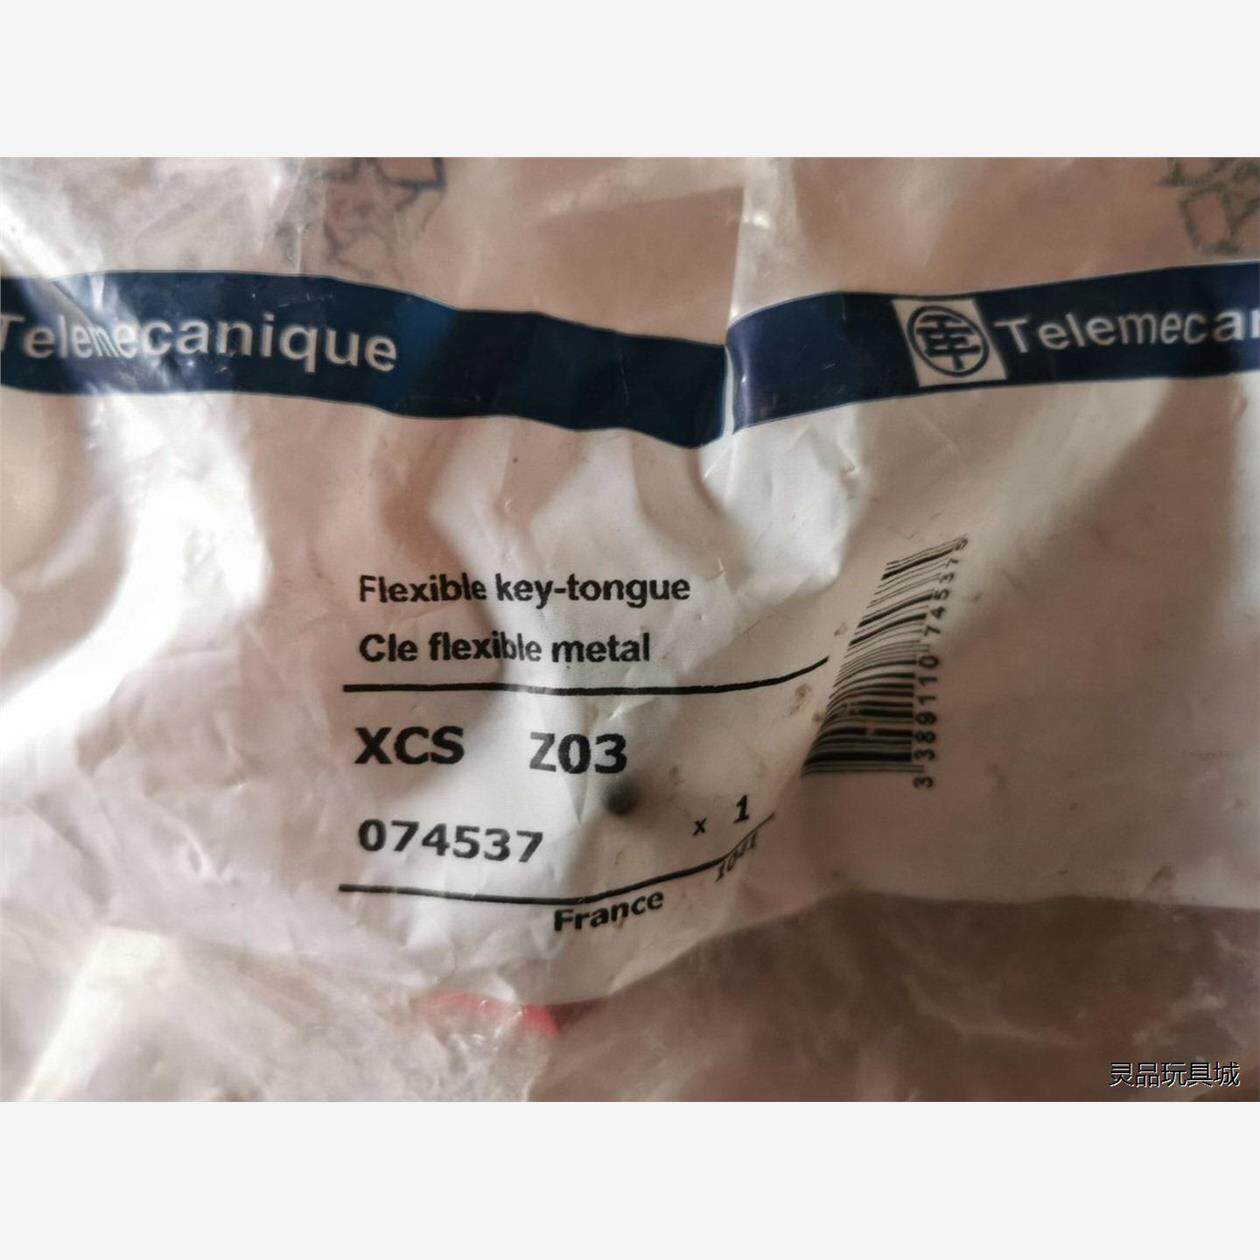 Telemecanique
Telemecan
Flexible key-tongue
Cle flexible metal
XCS Z03
074537 x 1
France
3 389110 745375
灵品玩具城